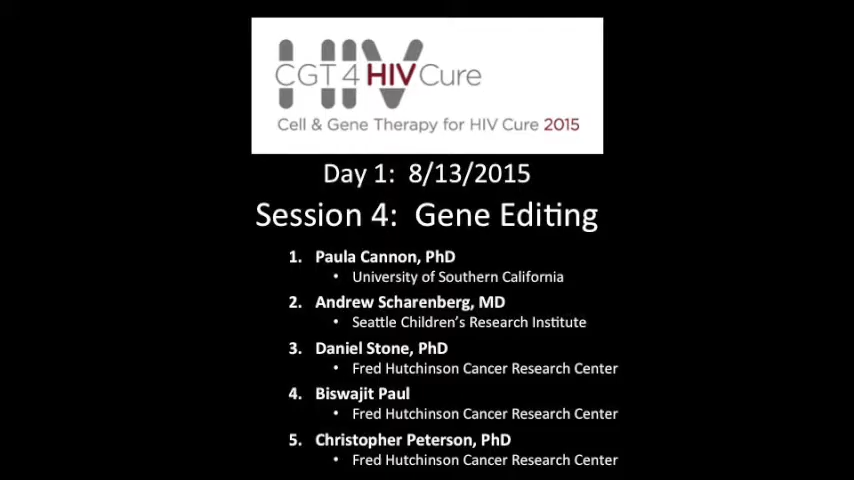 HIV
CGT 4 HIV Cure
Cell & Gene Therapy for HIV Cure 2015
Day 1: 8/13/2015
Session 4: Gene Editing
1. Paula Cannon, PhD
• University of Southern California
2. Andrew Scharenberg, MD
• Seattle Children's Research Institute
3. Daniel Stone, PhD
• Fred Hutchinson Cancer Research Center
4. Biswajit Paul
• Fred Hutchinson Cancer Research Center
5. Christopher Peterson, PhD
• Fred Hutchinson Cancer Research Center